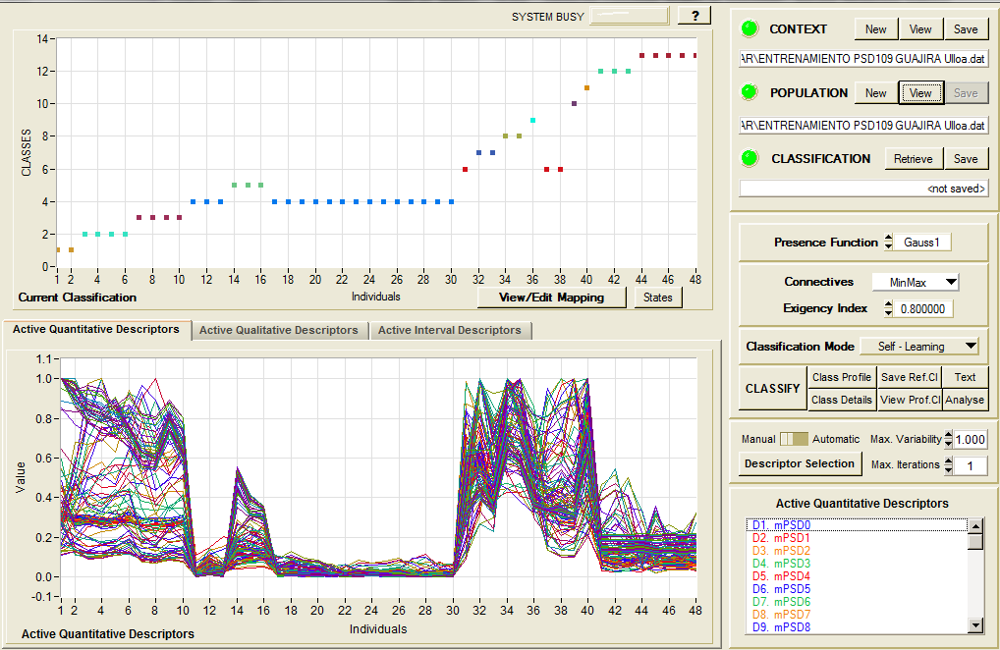 SYSTEM BUSY ?
14
12
10
8
6
4
2
0
CLASSES
1 2 4 6 8 10 12 14 16 18 20 22 24 26 28 30 32 34 36 38 40 42 44 46 48
Current Classification
Individuals
View/Edit Mapping
States
Active Quantitative Descriptors
Active Qualitative Descriptors
Active Interval Descriptors
1.1
1.0
0.8
0.6
0.4
0.2
0.0
-0.1
Value
1 2 4 6 8 10 12 14 16 18 20 22 24 26 28 30 32 34 36 38 40 42 44 46 48
Individuals
Active Quantitative Descriptors
CONTEXT New View Save
AR\ENTRENAMIENTO PSD109 GUAJIRA Ulloa.dat
POPULATION New View Save
AR\ENTRENAMIENTO PSD109 GUAJIRA Ulloa.dat
CLASSIFICATION Retrieve Save
<not saved>
Presence Function Gauss1
Connectives MinMax
Exigency Index 0.800000
Classification Mode Self - Learning
CLASSIFY
Class Profile Save Ref.Cl Text
Class Details View Prof.Cl Analyse
Manual Automatic Max. Variability 1.000
Descriptor Selection Max. Iterations 1
Active Quantitative Descriptors
D1. mPSD0
D2. mPSD1
D3. mPSD2
D4. mPSD3
D5. mPSD4
D6. mPSD5
D7. mPSD6
D8. mPSD7
D9. mPSD8